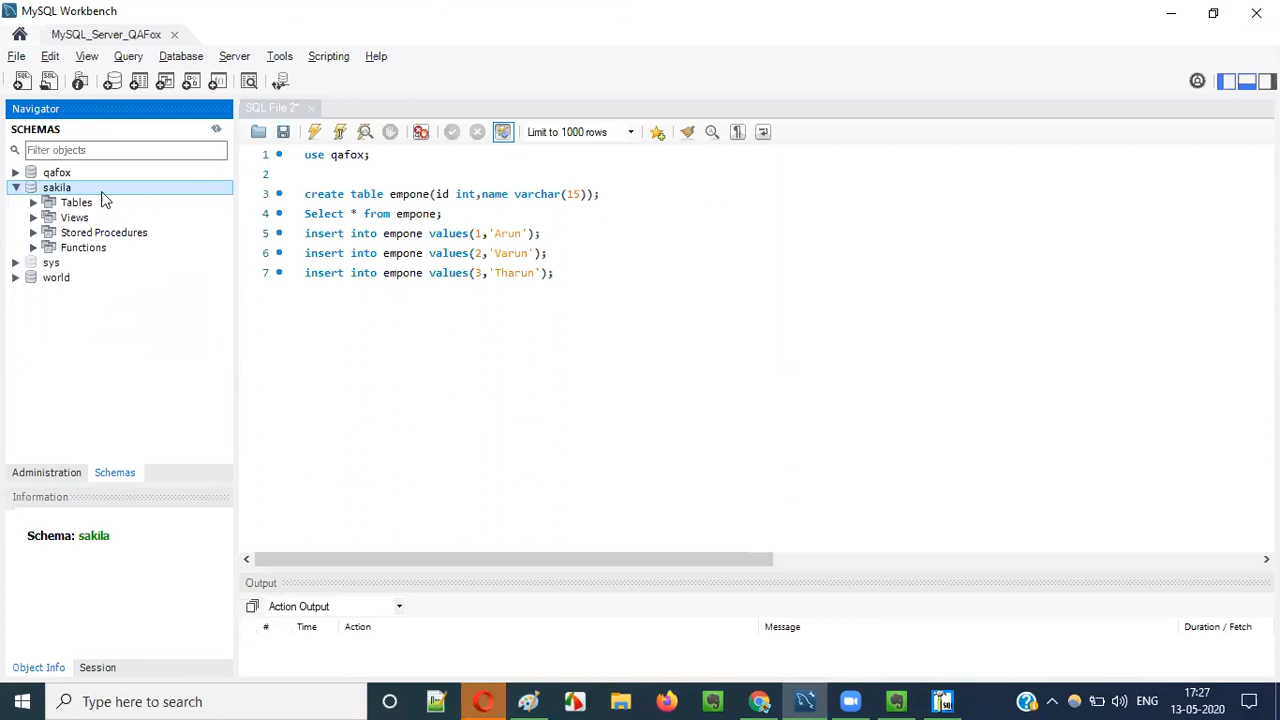 MySQL Workbench
MySQL_Server_QAFox
File Edit View Query Database Server Tools Scripting Help
Navigator
SCHEMAS
Filter objects
qafox
sakila
Tables
Views
Stored Procedures
Functions
sys
world
Administration Schemas
Information
Schema: sakila
Object Info Session
SQL File 2*
Limit to 1000 rows
1 use qafox;
2
3 create table empone(id int,name varchar(15));
4 Select * from empone;
5 insert into empone values(1,'Arun');
6 insert into empone values(2,'Varun');
7 insert into empone values(3,'Tharun');
Output
Action Output
# Time Action Message Duration / Fetch
Type here to search
ENG
17:27
13-05-2020